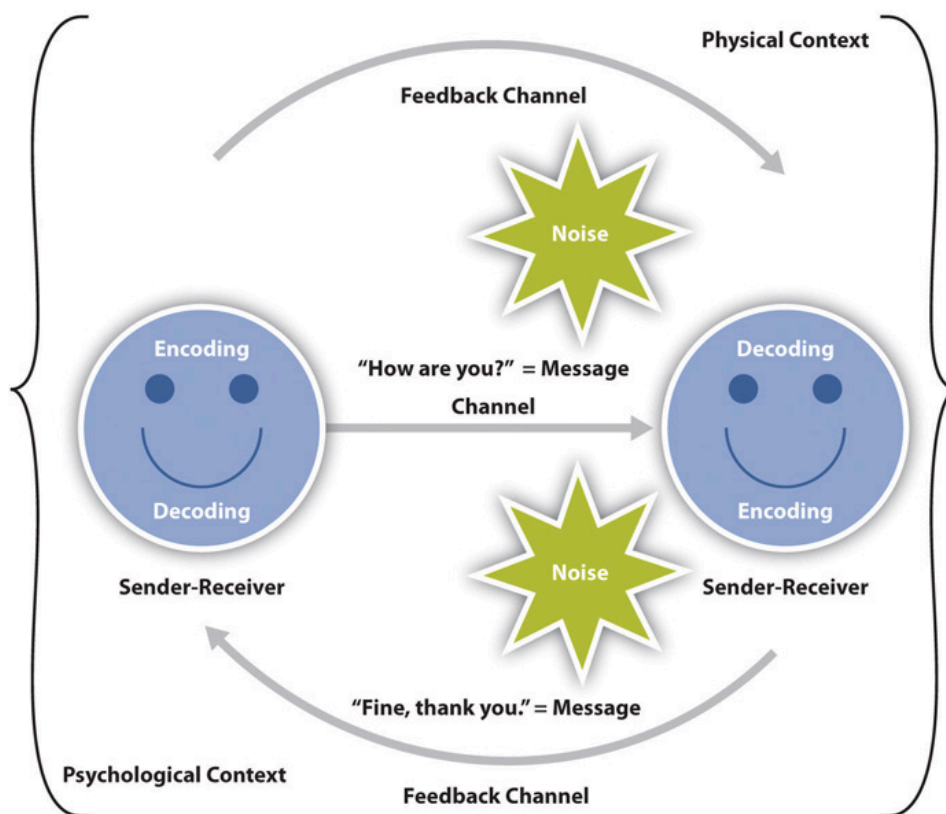 Physical Context
Feedback Channel
Noise
Encoding
Decoding
“How are you?” = Message
Channel
Decoding
Encoding
Noise
Sender-Receiver
Sender-Receiver
“Fine, thank you.” = Message
Psychological Context
Feedback Channel